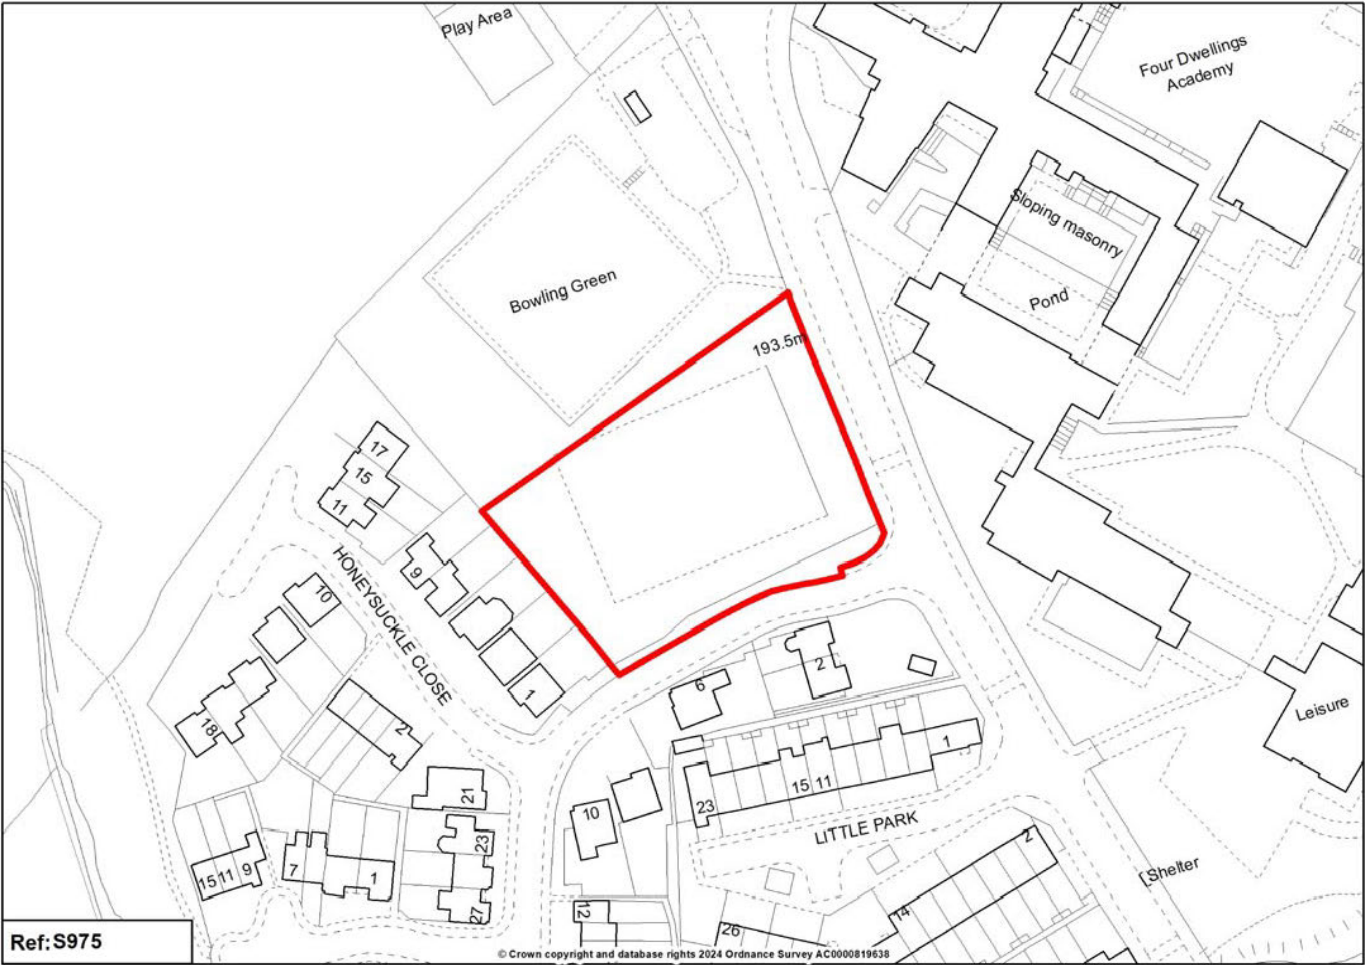 Play Area
Four Dwellings
Academy
Sloping masonry
Bowling Green
Pond
193.5m
17
15
11
9
HONEYSUCKLE CLOSE
10
1
18
2
6
2
Leisure
1
21
15 11
23
10
LITTLE PARK
23
2
15 11 9
7
1
Shelter
27
12
14
26
Ref: S975
© Crown copyright and database rights 2024 Ordnance Survey AC0000819638